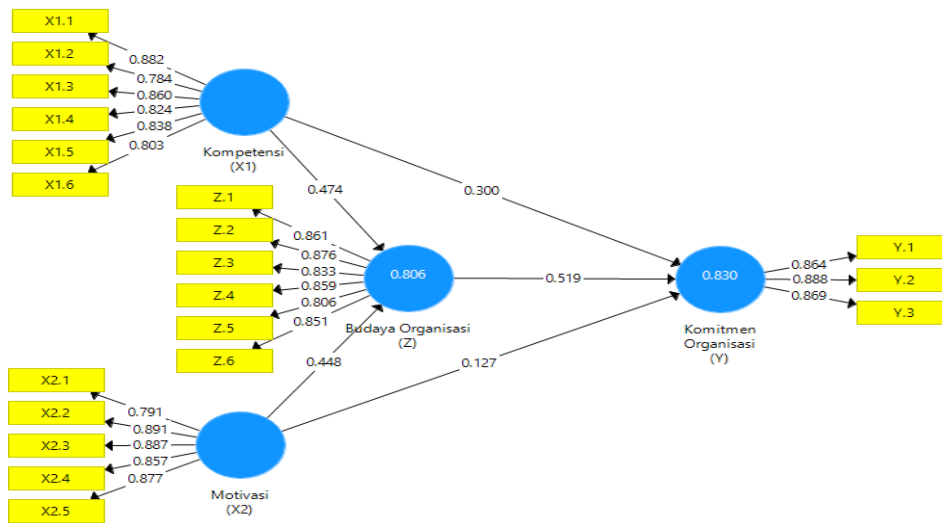 X1.1
X1.2
X1.3
X1.4
X1.5
X1.6
0.882
0.784
0.860
0.824
0.838
0.803
Kompetensi
(X1)
0.474
0.300
Z.1
Z.2
Z.3
Z.4
Z.5
Z.6
0.861
0.876
0.833
0.859
0.806
0.851
0.806
Budaya Organisasi
(Z)
0.519
0.830
Komitmen
Organisasi
(Y)
0.864
0.888
0.869
Y.1
Y.2
Y.3
0.448
0.127
X2.1
X2.2
X2.3
X2.4
X2.5
0.791
0.891
0.887
0.857
0.877
Motivasi
(X2)